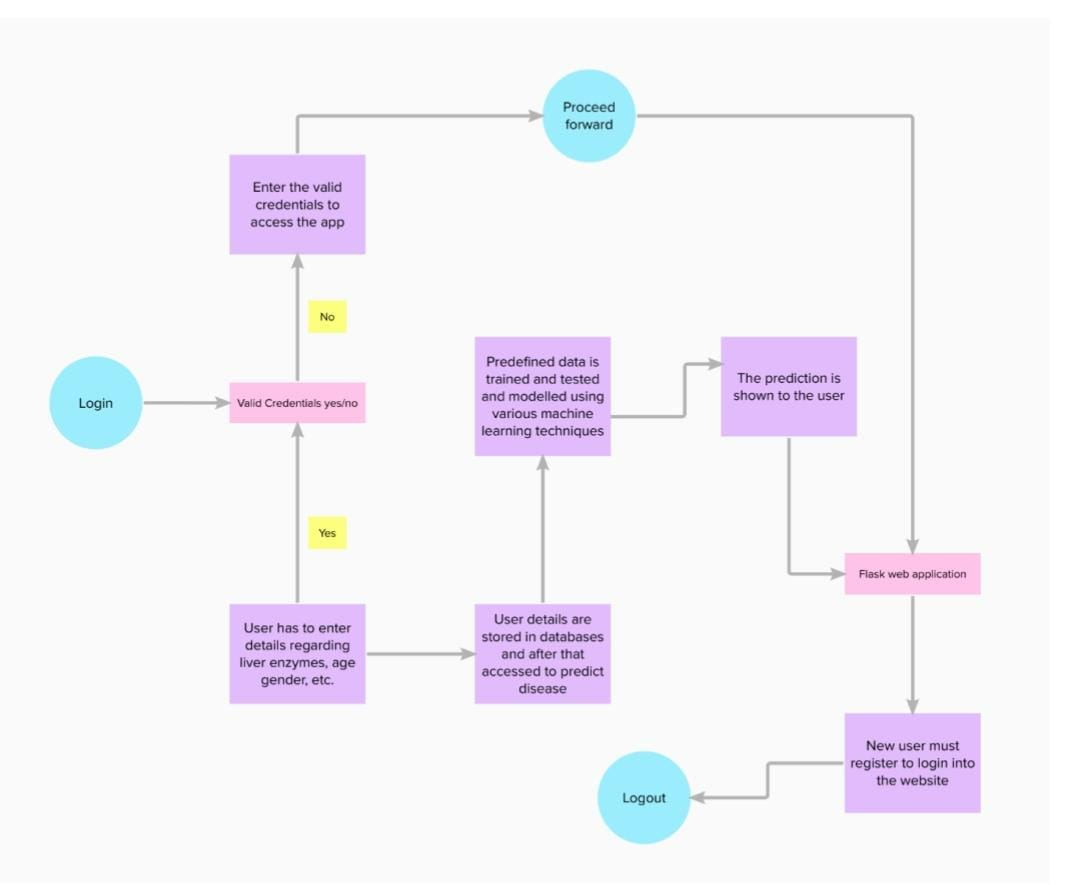 Proceed
forward
Enter the valid
credentials to
access the app
No
Login
Valid Credentials yes/no
Predefined data is
trained and tested
and modelled using
various machine
learning techniques
The prediction is
shown to the user
Yes
Flask web application
User has to enter
details regarding
liver enzymes, age
gender, etc.
User details are
stored in databases
and after that
accessed to predict
disease
New user must
register to login into
the website
Logout